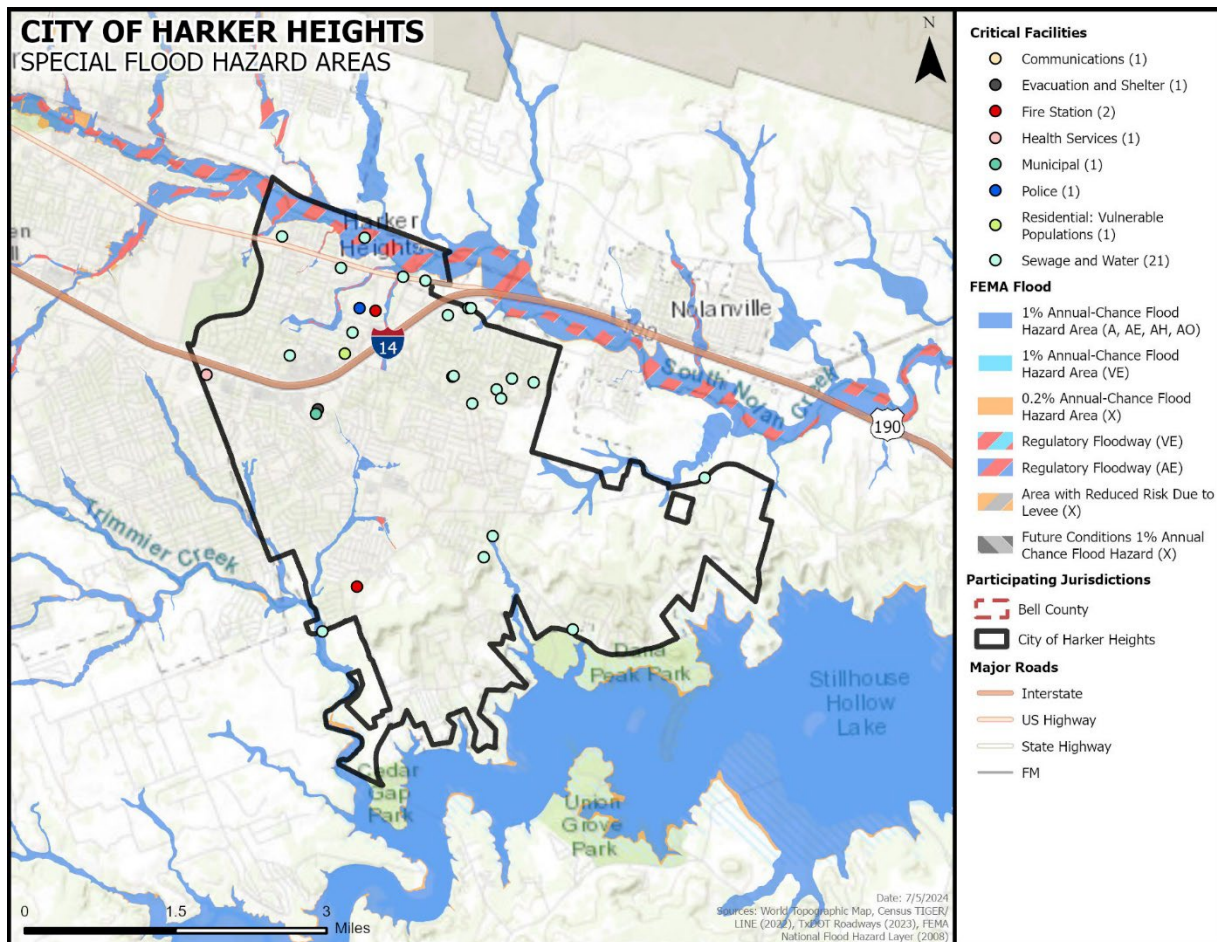 CITY OF HARKER HEIGHTS
SPECIAL FLOOD HAZARD AREAS
N
Harker
Heights
Nolanville
14
190
South Nolan
Creek
Trimmier Creek
Dana
Peak Park
Stillhouse
Hollow
Lake
Cedar
Gap
Park
Union
Grove
Park
0
1.5
3
Miles
Date: 7/5/2024
Sources: World Topographic Map, Census TIGER/
LINE (2022), TxDOT Roadways (2023), FEMA
National Flood Hazard Layer (2008)
Critical Facilities
Communications (1)
Evacuation and Shelter (1)
Fire Station (2)
Health Services (1)
Municipal (1)
Police (1)
Residential: Vulnerable
Populations (1)
Sewage and Water (21)
FEMA Flood
1% Annual-Chance Flood
Hazard Area (A, AE, AH, AO)
1% Annual-Chance Flood
Hazard Area (VE)
0.2% Annual-Chance Flood
Hazard Area (X)
Regulatory Floodway (VE)
Regulatory Floodway (AE)
Area with Reduced Risk Due to
Levee (X)
Future Conditions 1% Annual
Chance Flood Hazard (X)
Participating Jurisdictions
Bell County
City of Harker Heights
Major Roads
Interstate
US Highway
State Highway
FM